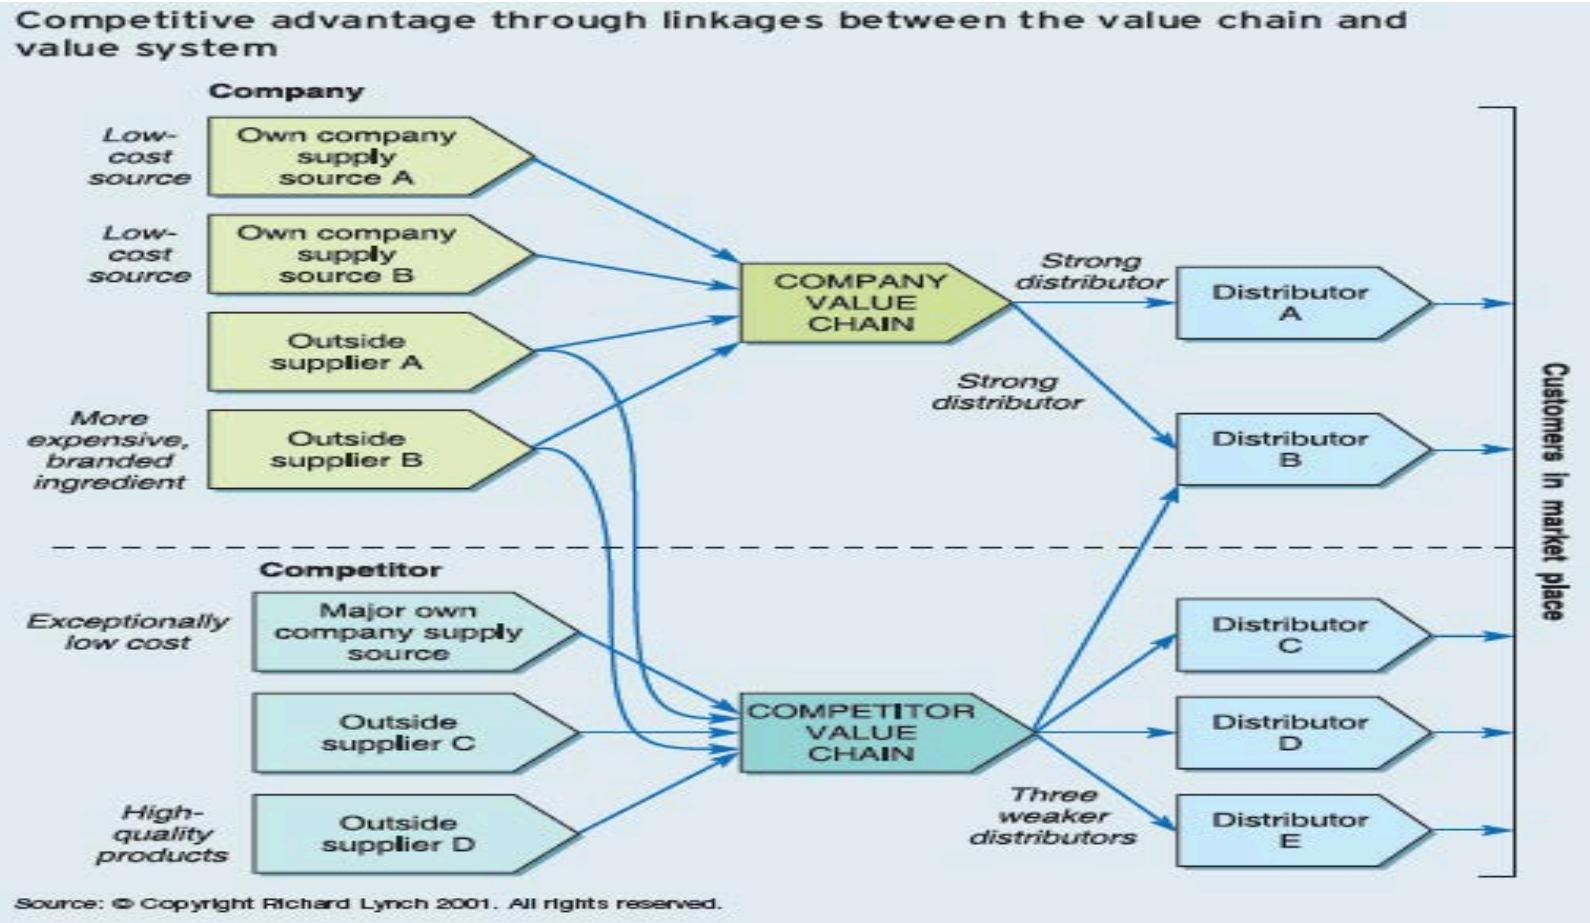 Competitive advantage through linkages between the value chain and
value system
Company
Low-
cost
source
Own company
supply
source A
Low-
cost
source
Own company
supply
source B
Outside
supplier A
More
expensive,
branded
ingredient
Outside
supplier B
COMPANY
VALUE
CHAIN
Strong
distributor
Strong
distributor
Distributor
A
Distributor
B
Customers in market place
Competitor
Exceptionally
low cost
Major own
company supply
source
Outside
supplier C
High-
quality
products
Outside
supplier D
COMPETITOR
VALUE
CHAIN
Three
weaker
distributors
Distributor
C
Distributor
D
Distributor
E
Source: © Copyright Richard Lynch 2001. All rights reserved.